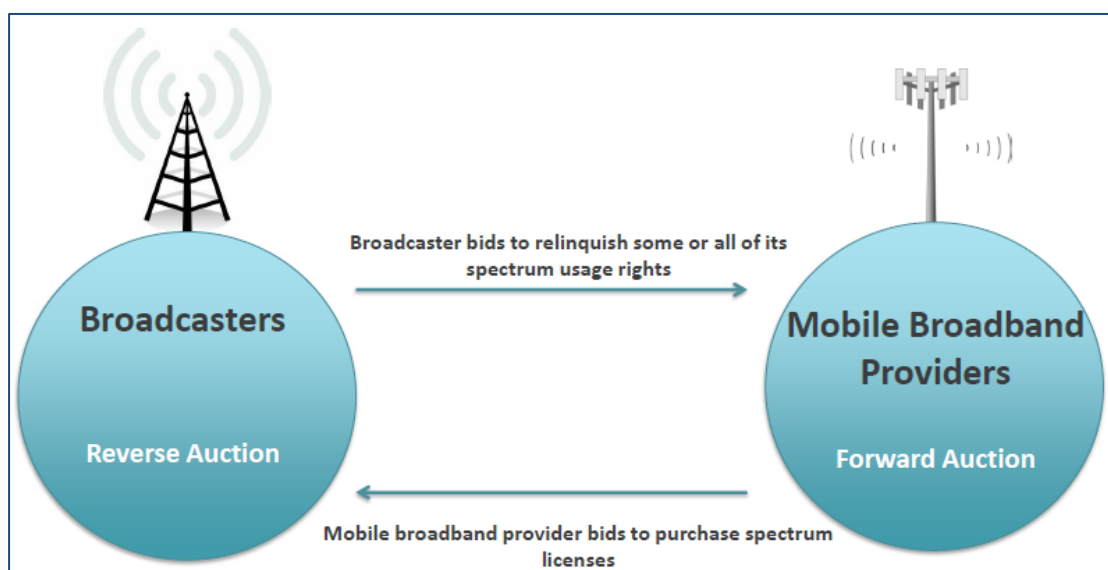 Broadcaster bids to relinquish some or all of its
spectrum usage rights
Broadcasters
Reverse Auction
Mobile Broadband
Providers
Forward Auction
Mobile broadband provider bids to purchase spectrum
licenses